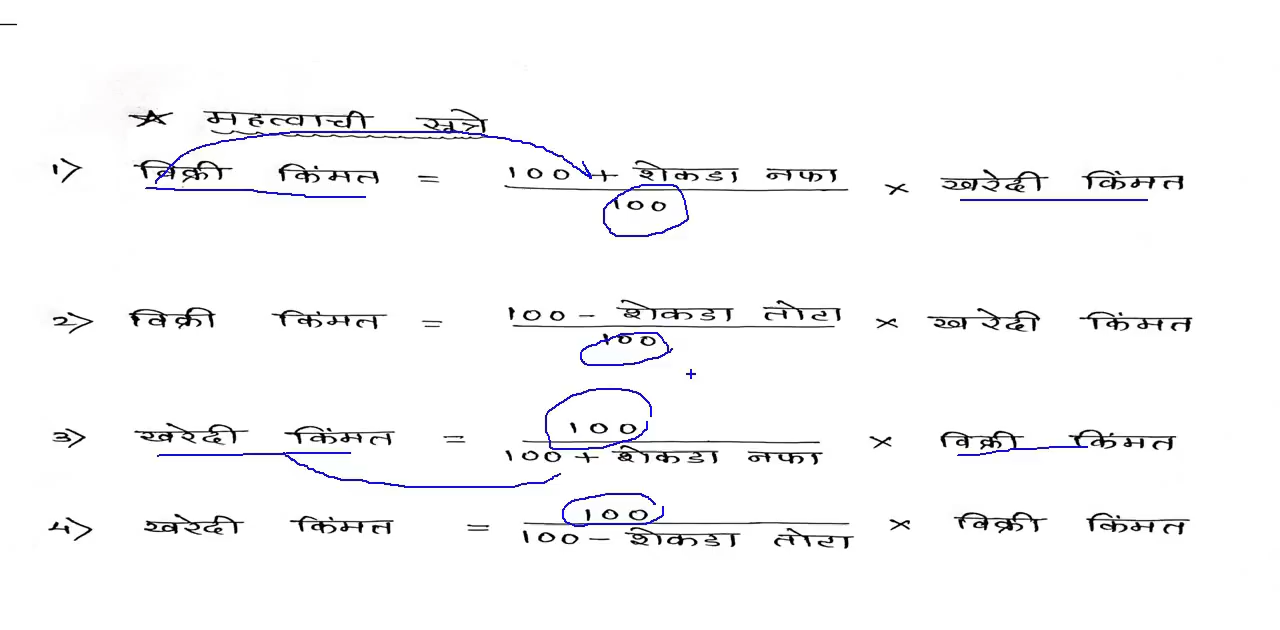 ★ महत्वाची सूत्रे
1) विक्री किंमत = 100 + शेकडा नफा / 100 × खरेदी किंमत
2) विक्री किंमत = 100 - शेकडा तोटा / 100 × खरेदी किंमत
3) खरेदी किंमत = 100 / 100 + शेकडा नफा × विक्री किंमत
4) खरेदी किंमत = 100 / 100 - शेकडा तोटा × विक्री किंमत